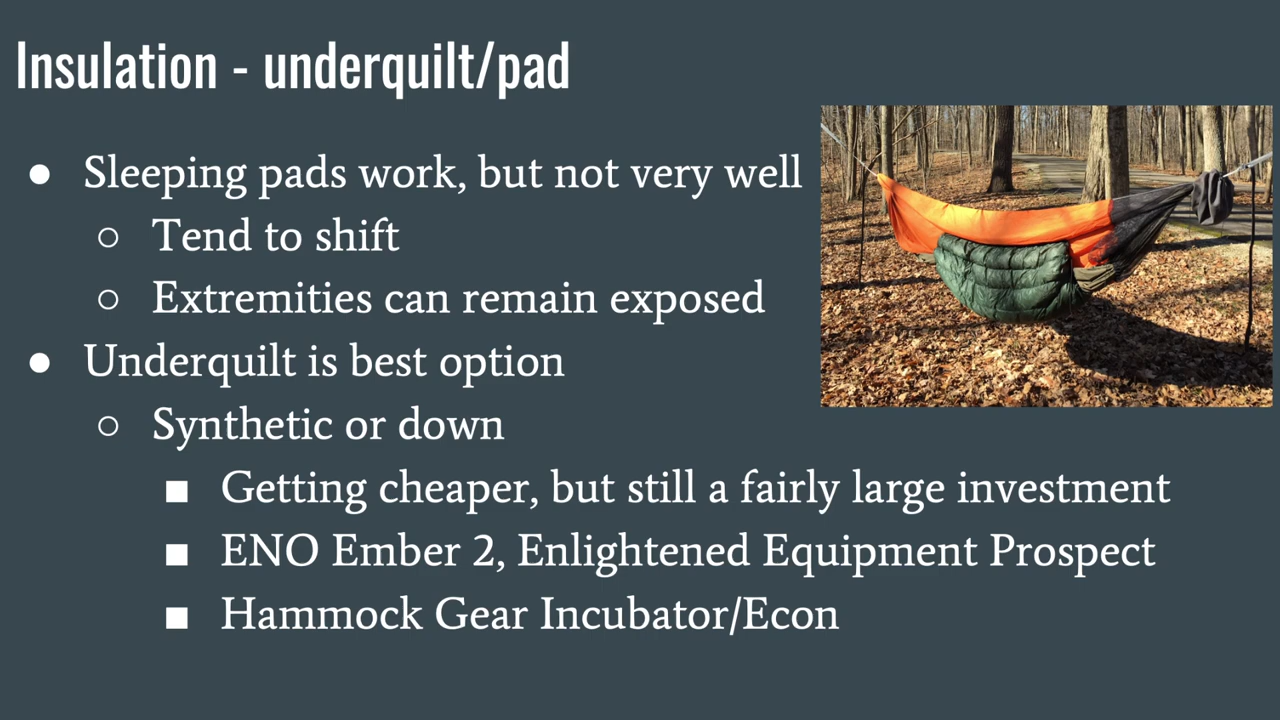 Insulation - underquilt/pad
● Sleeping pads work, but not very well
○ Tend to shift
○ Extremities can remain exposed
● Underquilt is best option
○ Synthetic or down
■ Getting cheaper, but still a fairly large investment
■ ENO Ember 2, Enlightened Equipment Prospect
■ Hammock Gear Incubator/Econ